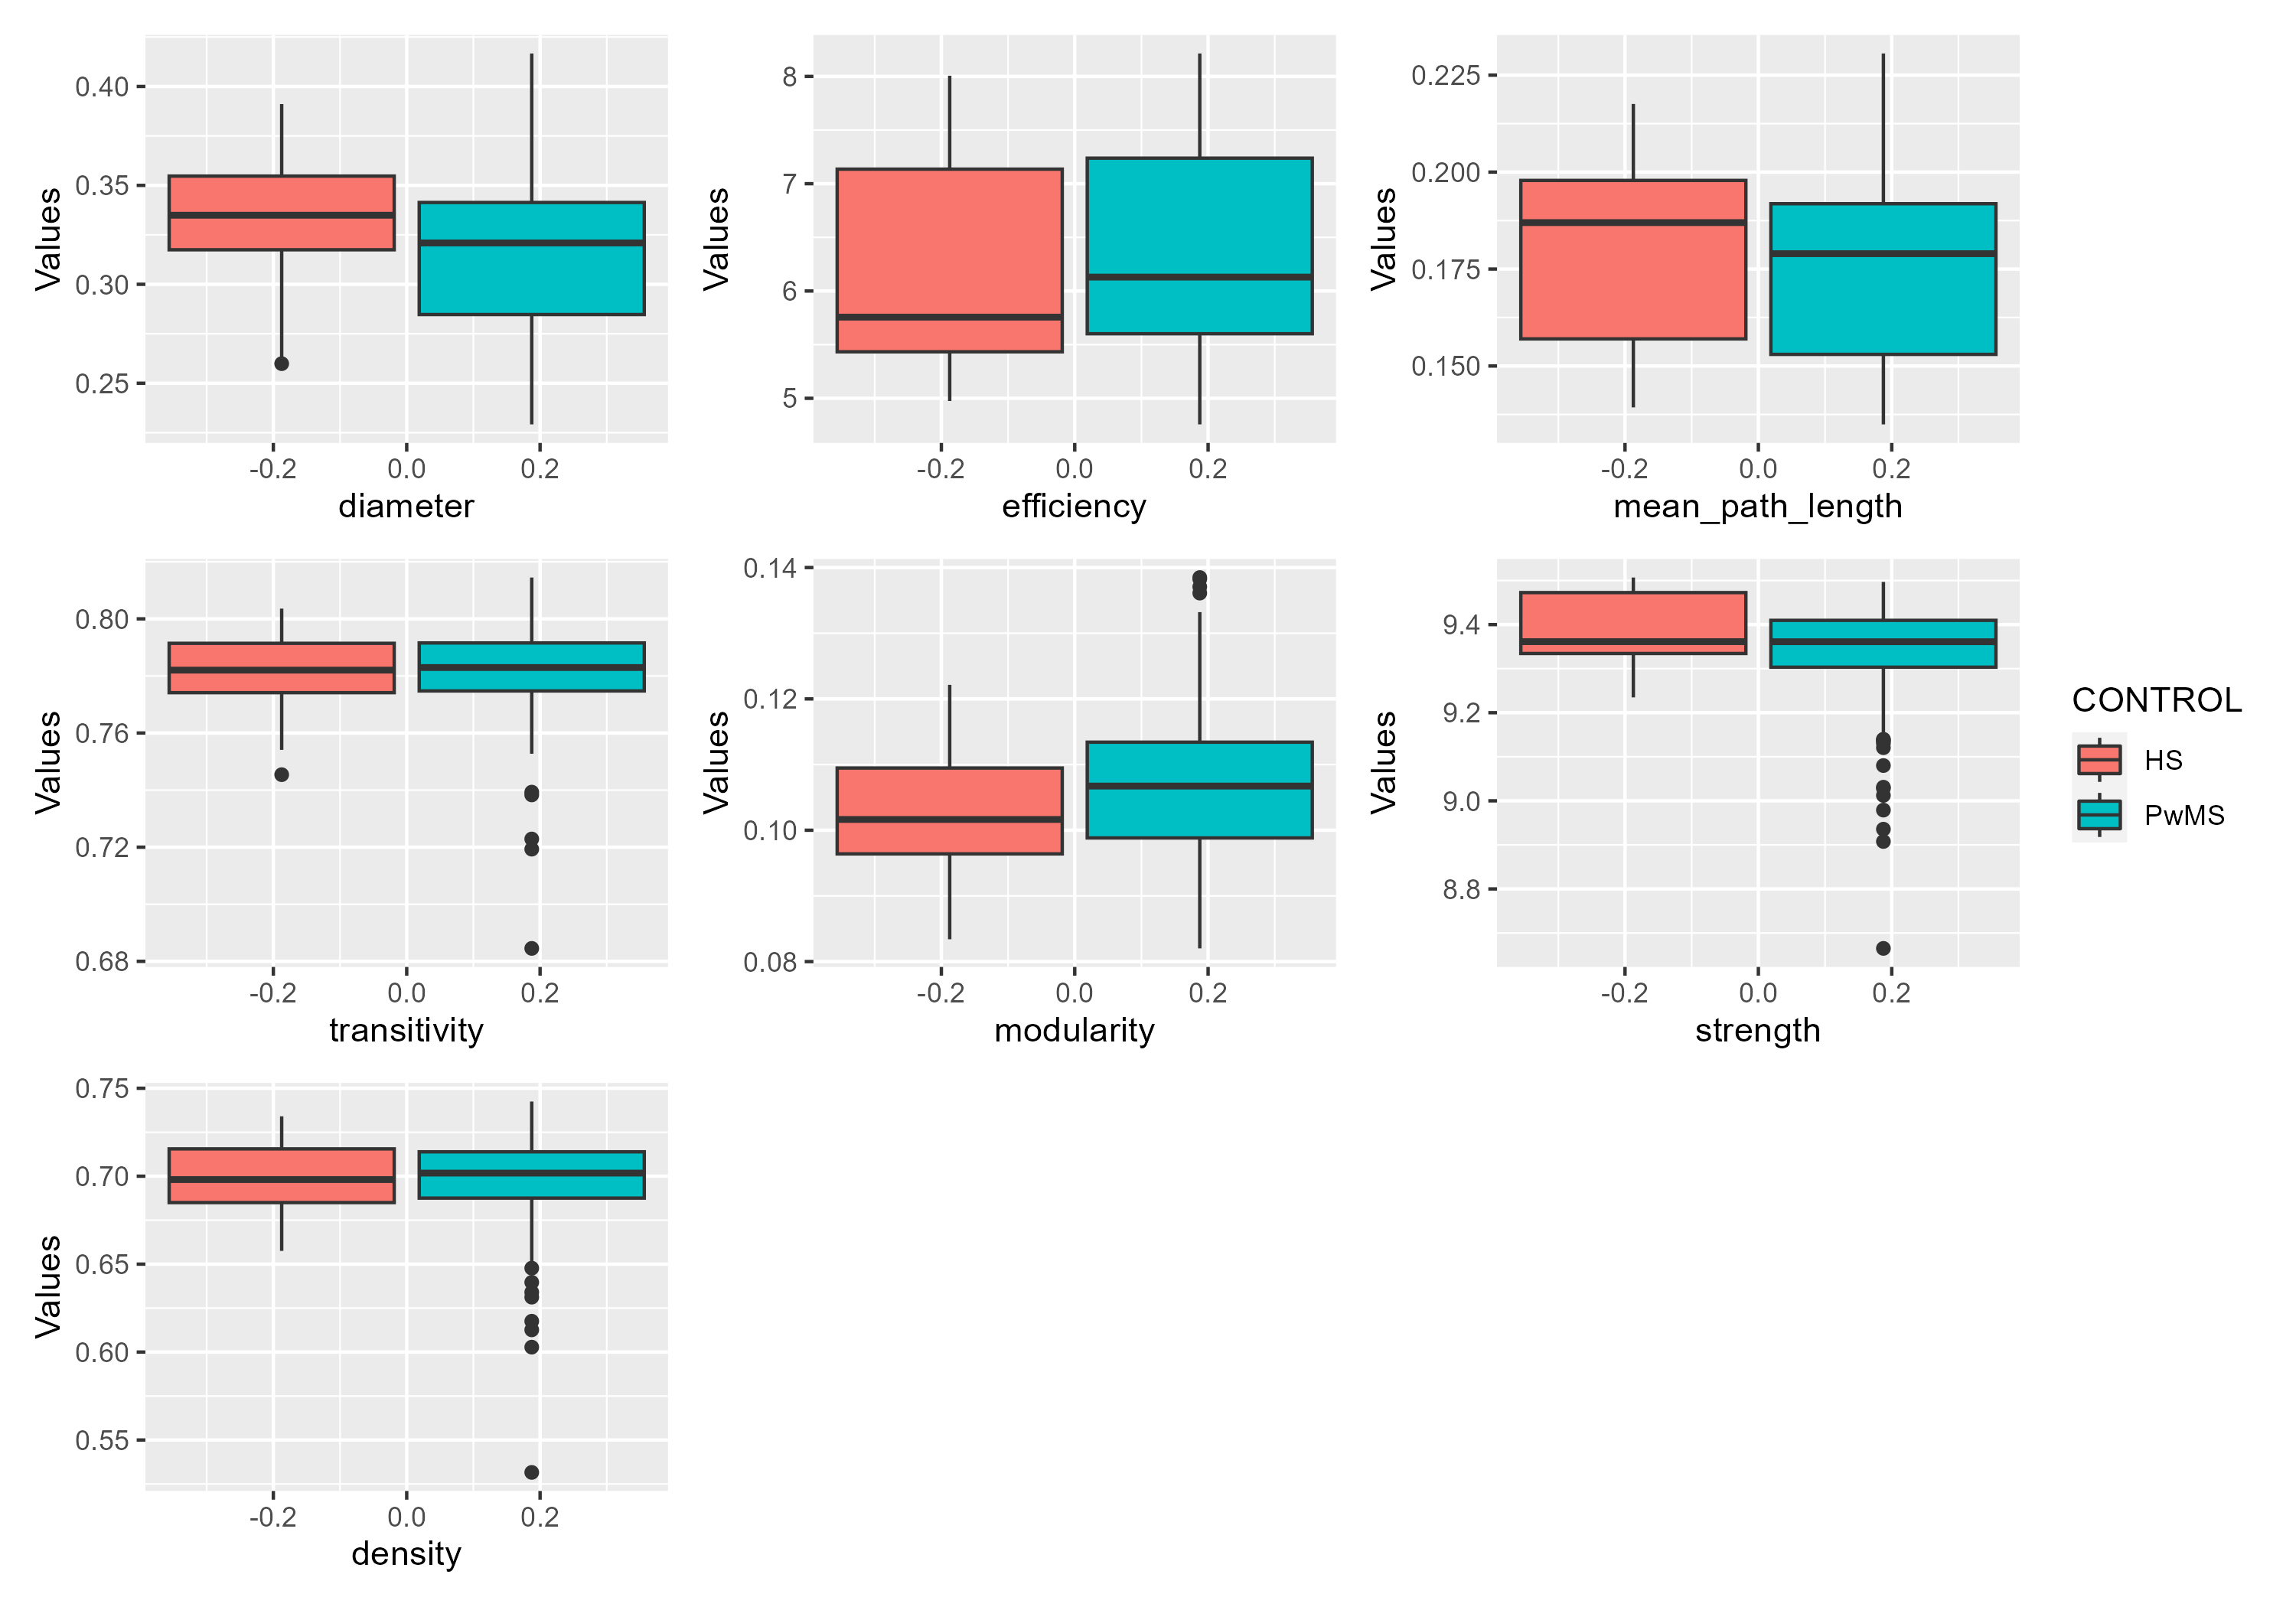 Values
0.40
0.35
0.30
0.25
-0.2 0.0 0.2
diameter
Values
8
7
6
5
-0.2 0.0 0.2
efficiency
Values
0.225
0.200
0.175
0.150
-0.2 0.0 0.2
mean_path_length
Values
0.80
0.76
0.72
0.68
-0.2 0.0 0.2
transitivity
Values
0.14
0.12
0.10
0.08
-0.2 0.0 0.2
modularity
Values
9.4
9.2
9.0
8.8
-0.2 0.0 0.2
strength
CONTROL
HS
PwMS
Values
0.75
0.70
0.65
0.60
0.55
-0.2 0.0 0.2
density